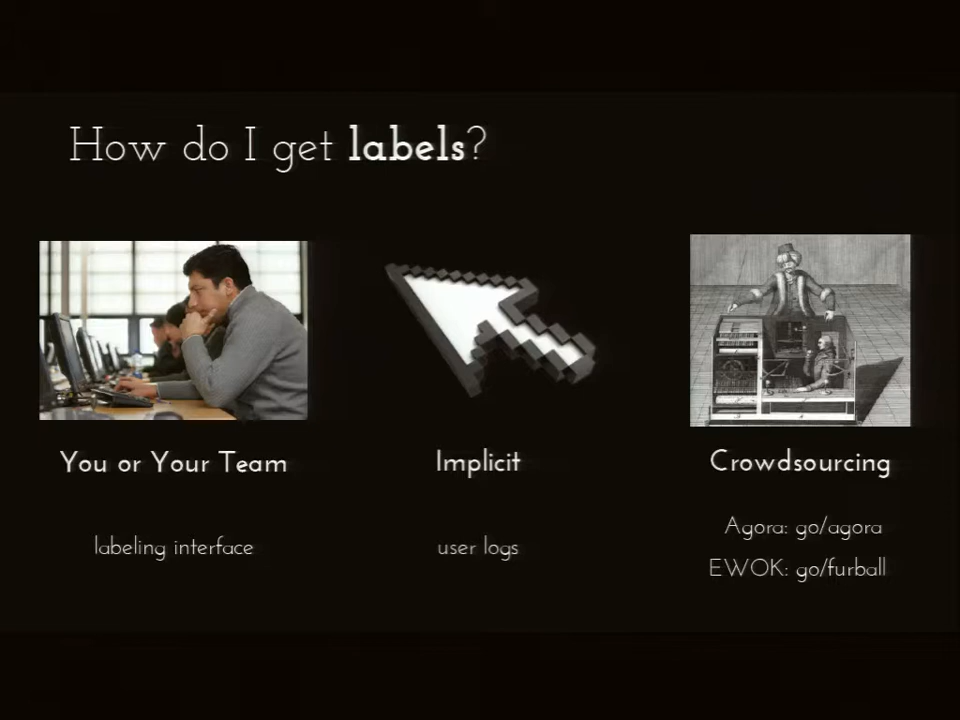 How do I get labels?
You or Your Team
Implicit
Crowdsourcing
labeling interface
user logs
Agora: go/agora
EWOK: go/furball